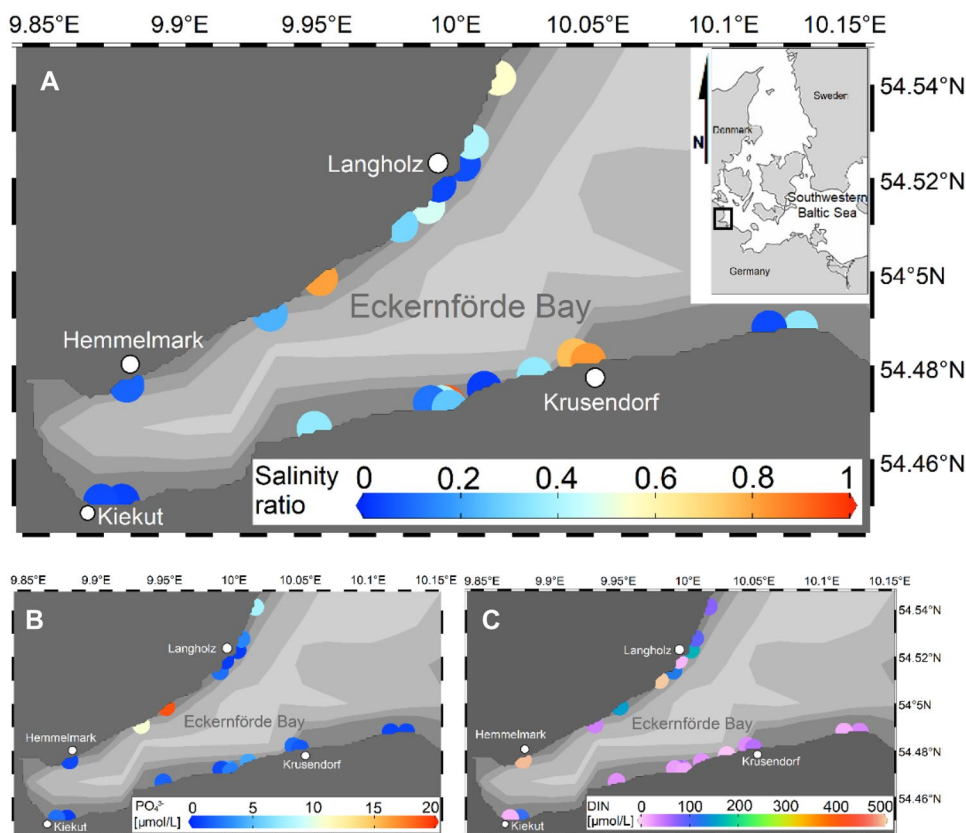 9.85°E 9.9°E 9.95°E 10°E 10.05°E 10.10°E 10.15°E
A
54.54°N
Sweden
Denmark
N
Langholz
54.52°N
Southwestern
Baltic Sea
Germany
54°5N
Eckernförde Bay
Hemmelmark
54.48°N
Krusendorf
54.46°N
Salinity
ratio
0 0.2 0.4 0.6 0.8 1
Kiekut
9.85°E 9.9°E 9.95°E 10°E 10.05°E 10.1°E 10.15°E
B
Langholz
Eckernförde Bay
Hemmelmark
Krusendorf
PO₄³⁻
[µmol/L]
0 5 10 15 20
Kiekut
9.85°E 9.9°E 9.95°E 10°E 10.05°E 10.1°E 10.15°E
C
54.54°N
Langholz
54.52°N
54°5N
Eckernförde Bay
Hemmelmark
54.48°N
Krusendorf
54.46°N
DIN
[µmol/L]
0 100 200 300 400 500
Kiekut